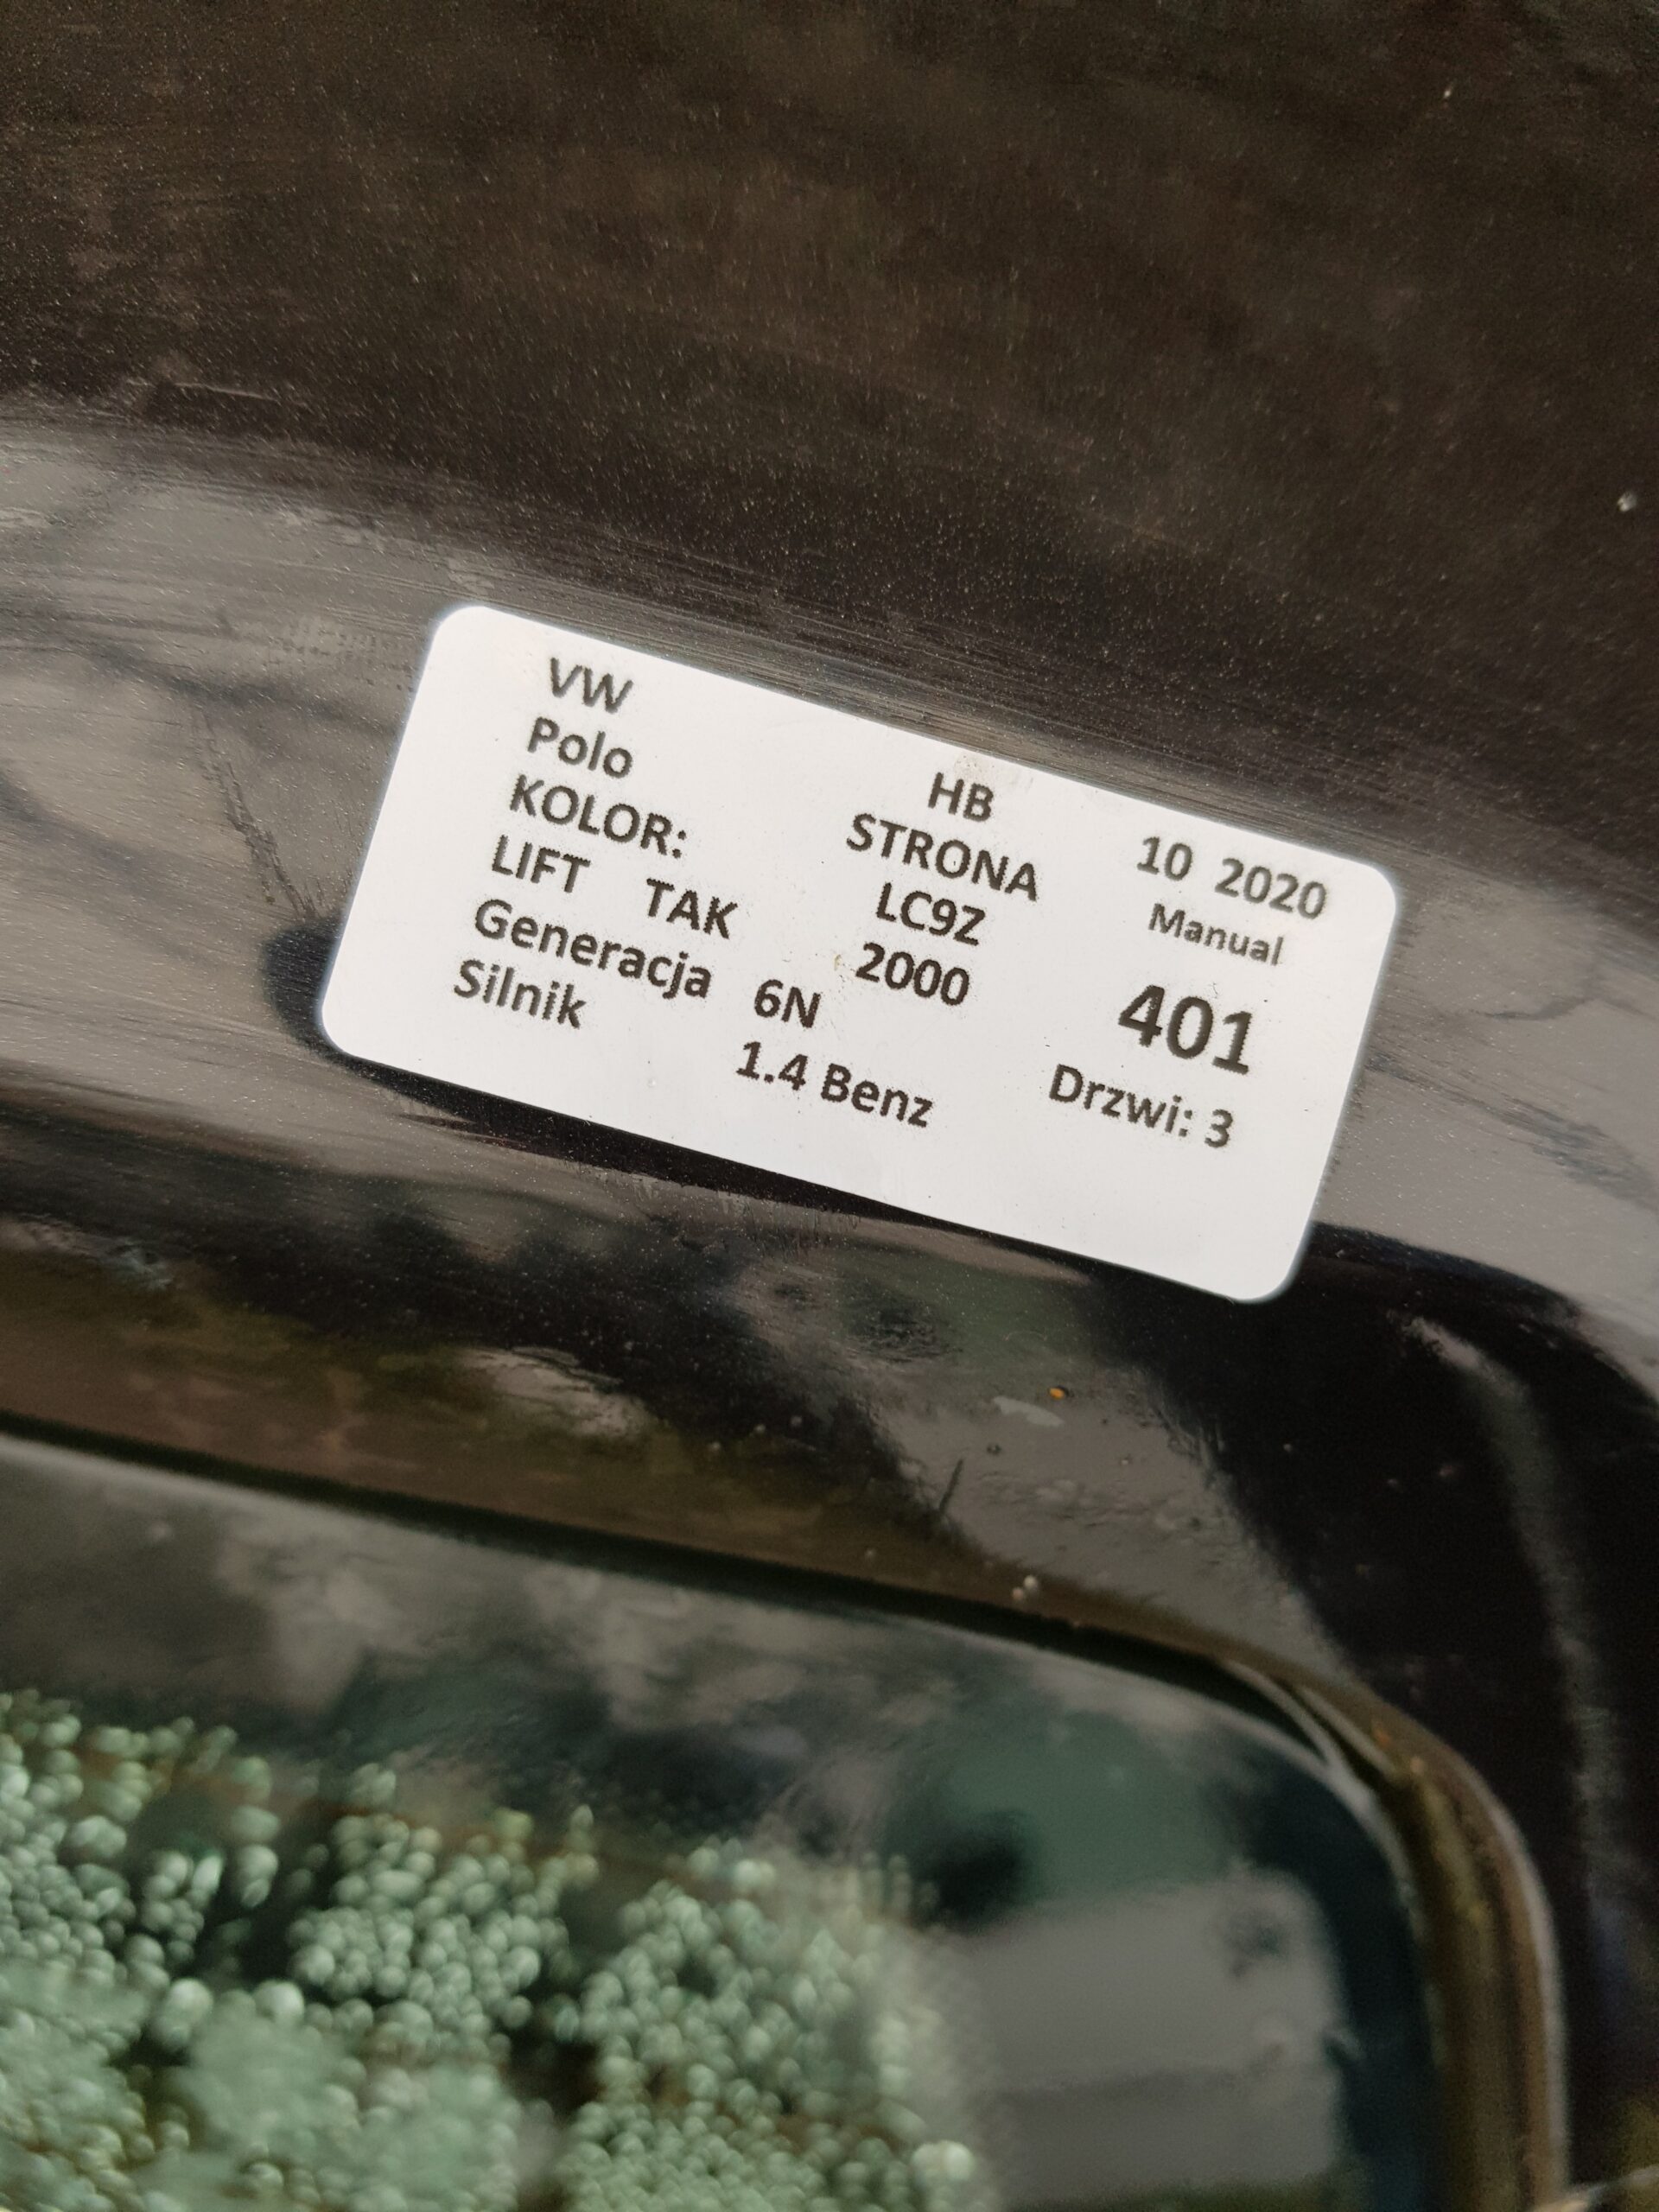 VW
Polo HB 10 2020
KOLOR: STRONA Manual
LIFT TAK LC9Z
Generacja 6N 2000 401
Silnik 1.4 Benz Drzwi: 3